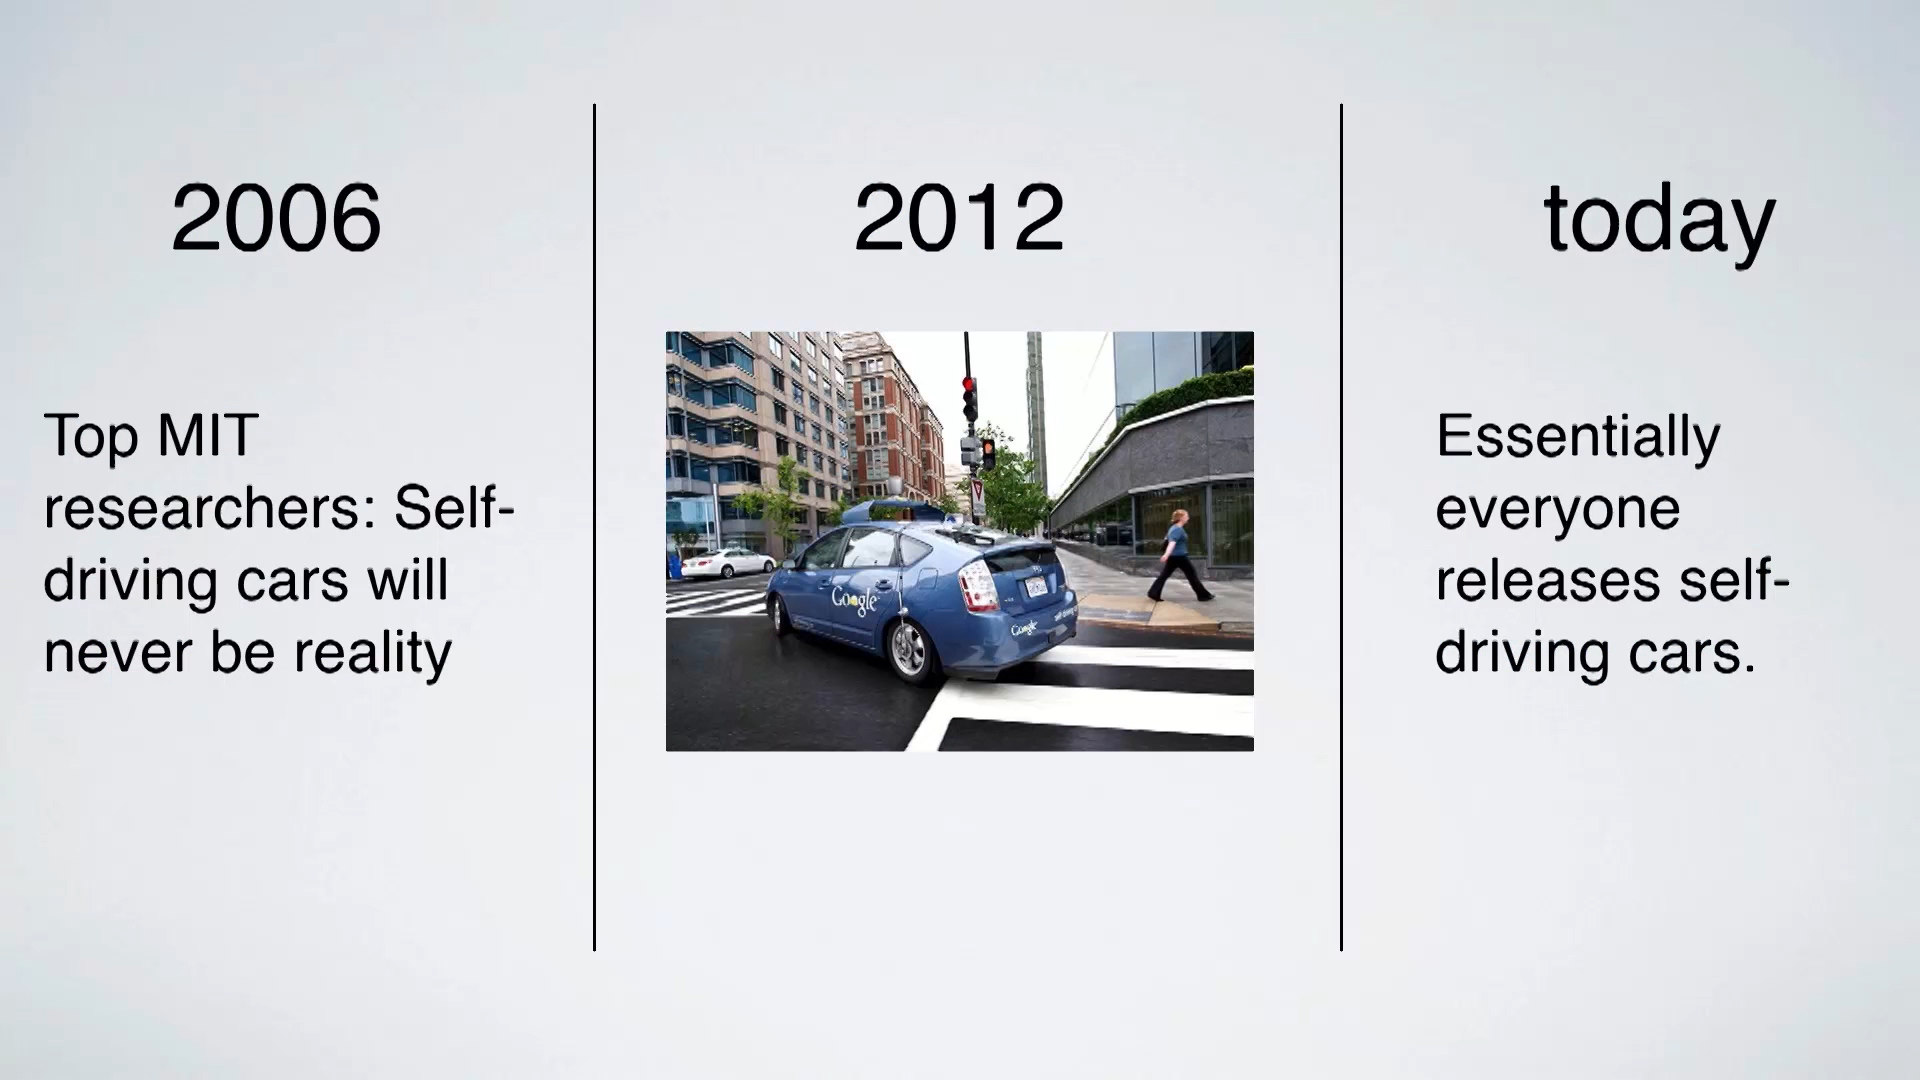 2006
Top MIT
researchers: Self-
driving cars will
never be reality
2012
Google
Google
today
Essentially
everyone
releases self-
driving cars.